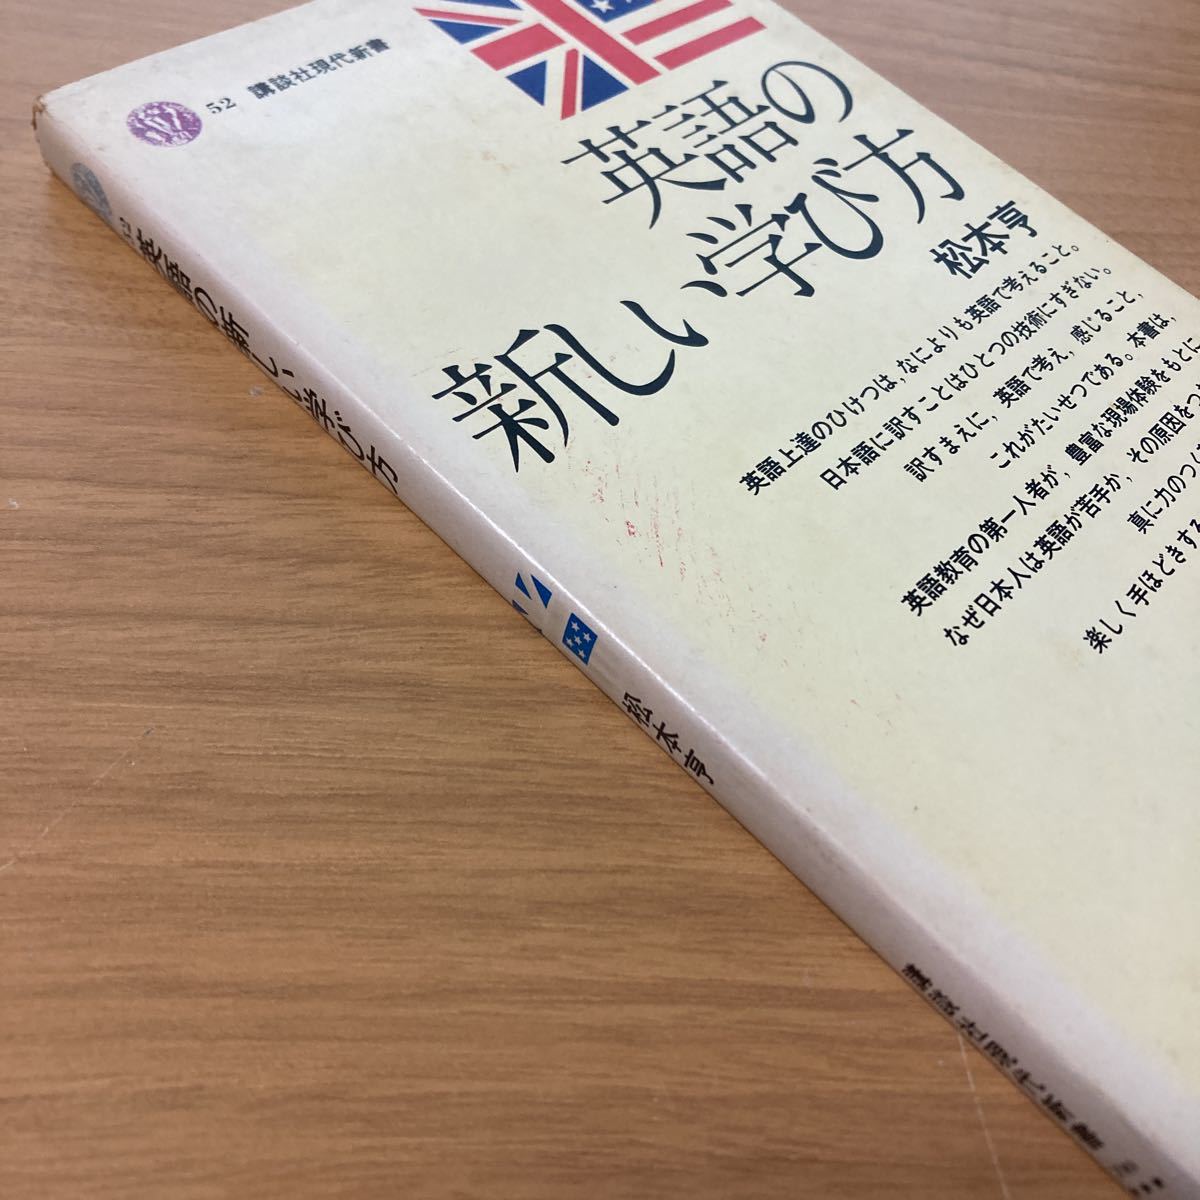 52 講談社現代新書
英語の
新しい学び方
松本亨
英語上達のひけつは,なによりも英語で考えること。
日本語に訳すことはひとつの技術にすぎない。
訳すまえに,英語で考え,感じること,
これがたいせつである。本書は,
英語教育の第一人者が,豊富な現場体験をもとに
なぜ日本人は英語が苦手か,その原因をつ
真に力のつく
楽しく手ほどきする
52 英語の新しい学び方
松本亨
講談社現代新書